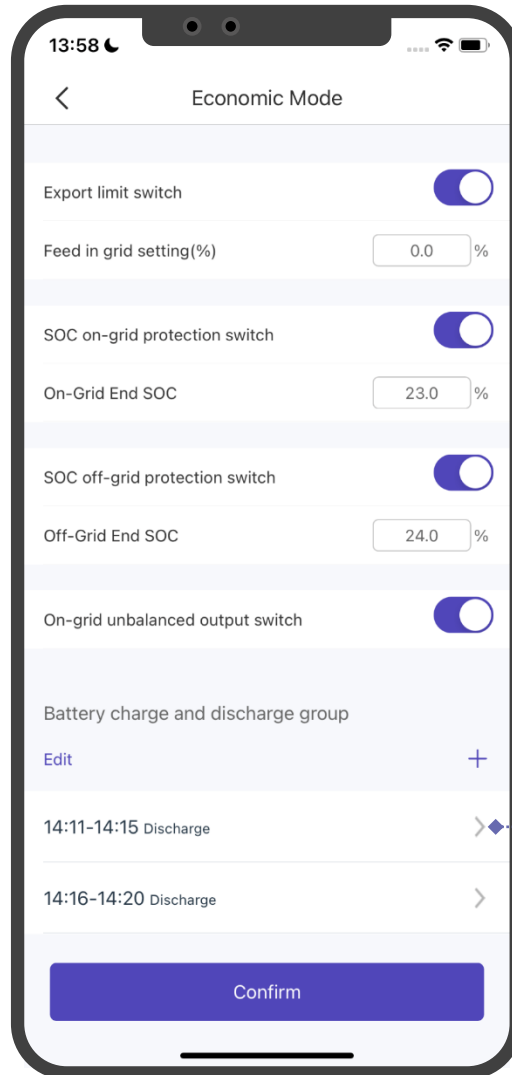 13:58
Economic Mode
Export limit switch
Feed in grid setting(%) 0.0 %
SOC on-grid protection switch
On-Grid End SOC 23.0 %
SOC off-grid protection switch
Off-Grid End SOC 24.0 %
On-grid unbalanced output switch
Battery charge and discharge group
Edit +
14:11-14:15 Discharge
14:16-14:20 Discharge
Confirm